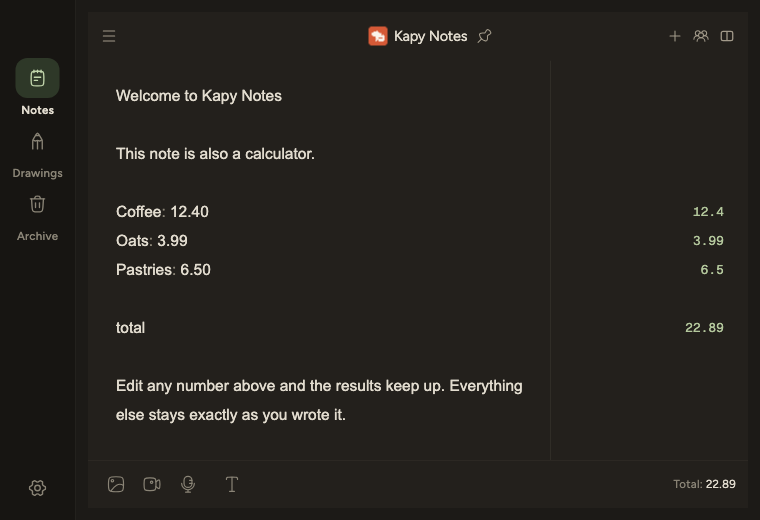 Kapy Notes
Notes
Drawings
Archive
Welcome to Kapy Notes
This note is also a calculator.
Coffee: 12.40 12.4
Oats: 3.99 3.99
Pastries: 6.50 6.5
total 22.89
Edit any number above and the results keep up. Everything
else stays exactly as you wrote it.
Total: 22.89